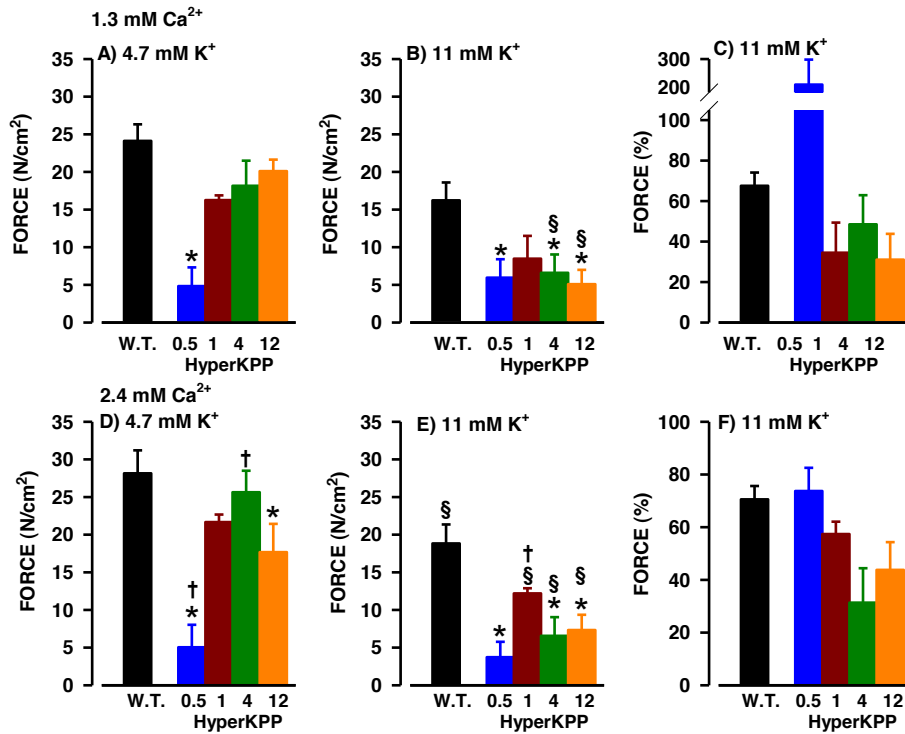 1.3 mM Ca²⁺
A) 4.7 mM K⁺
FORCE (N/cm²)
35
30
25
20
15
10
5
0
*
W.T. 0.5 1 4 12
HyperKPP
B) 11 mM K⁺
FORCE (N/cm²)
35
30
25
20
15
10
5
0
§ §
* * *
W.T. 0.5 1 4 12
HyperKPP
C) 11 mM K⁺
FORCE (%)
300
200
100
80
60
40
20
0
W.T. 0.5 1 4 12
HyperKPP
2.4 mM Ca²⁺
D) 4.7 mM K⁺
FORCE (N/cm²)
35
30
25
20
15
10
5
0
†
*
†
*
W.T. 0.5 1 4 12
HyperKPP
E) 11 mM K⁺
FORCE (N/cm²)
35
30
25
20
15
10
5
0
§
† § §
* § * *
W.T. 0.5 1 4 12
HyperKPP
F) 11 mM K⁺
FORCE (%)
100
80
60
40
20
0
W.T. 0.5 1 4 12
HyperKPP